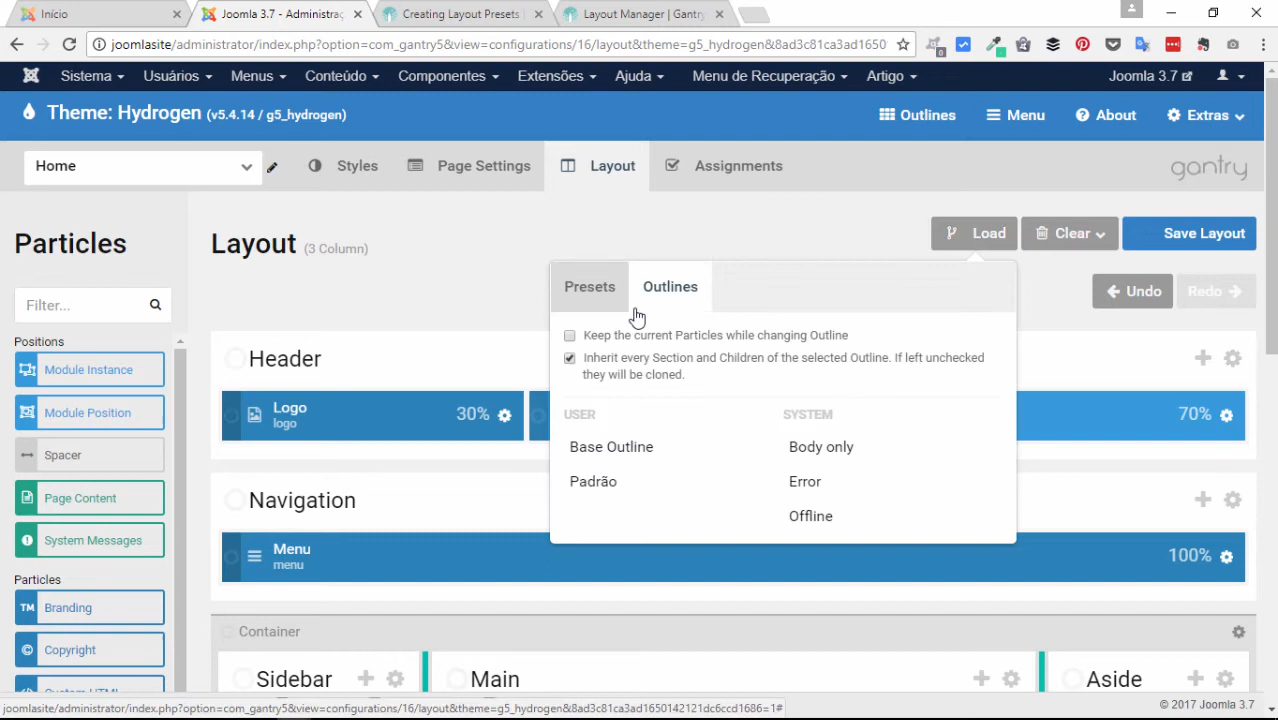 Início
Joomla 3.7 - Administraç
Creating Layout Presets
Layout Manager | Gantry
joomlasite/administrator/index.php?option=com_gantry5&view=configurations/16/layout&theme=g5_hydrogen&8ad3c81ca3ad1650
Sistema Usuários Menus Conteúdo Componentes Extensões Ajuda Menu de Recuperação Artigo Joomla 3.7
Theme: Hydrogen (v5.4.14 / g5_hydrogen)
Outlines Menu About Extras
Home Styles Page Settings Layout Assignments gantry
Particles
Layout (3 Column)
Load Clear Save Layout
Undo Redo
Presets Outlines
Keep the current Particles while changing Outline
Inherit every Section and Children of the selected Outline. If left unchecked
they will be cloned.
USER SYSTEM
Base Outline Body only
Padrão Error
Offline
Filter...
Positions
Module Instance
Module Position
Spacer
Page Content
System Messages
Particles
TM Branding
Copyright
Header
Logo
logo
30%
70%
Navigation
Menu
menu
100%
Container
Sidebar Main Aside
joomlasite/administrator/index.php?option=com_gantry5&view=configurations/16/layout&theme=g5_hydrogen&8ad3c81ca3ad1650142121dc6ccd1686=1#
© 2017 Joomla 3.7